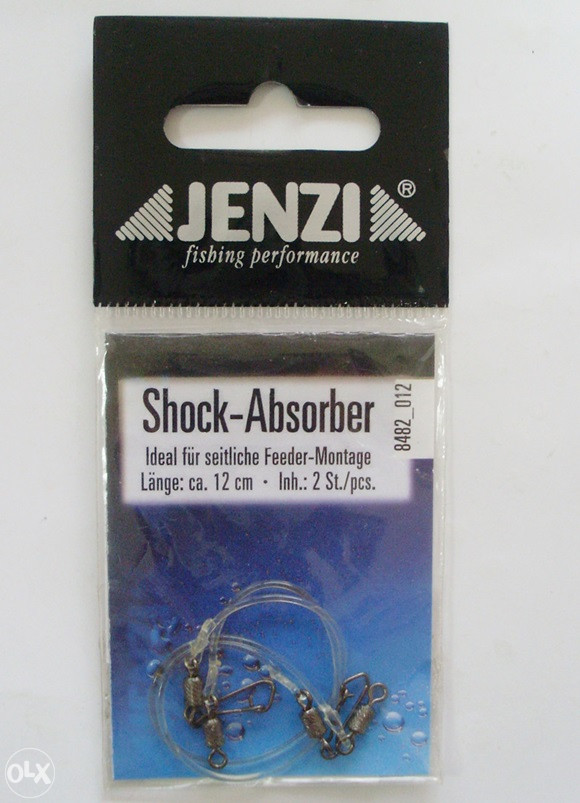 JENZI®
fishing performance
Shock-Absorber
Ideal für seitliche Feeder-Montage
Länge: ca. 12 cm · Inh.: 2 St./pcs.
8482_012
OLX